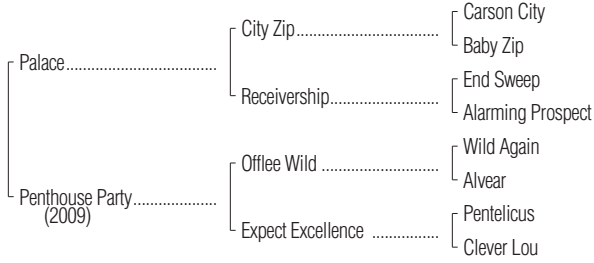 Carson City
City Zip
Baby Zip
Palace
End Sweep
Receivership
Alarming Prospect
Wild Again
Offlee Wild
Alvear
Penthouse Party
(2009)
Pentelicus
Expect Excellence
Clever Lou